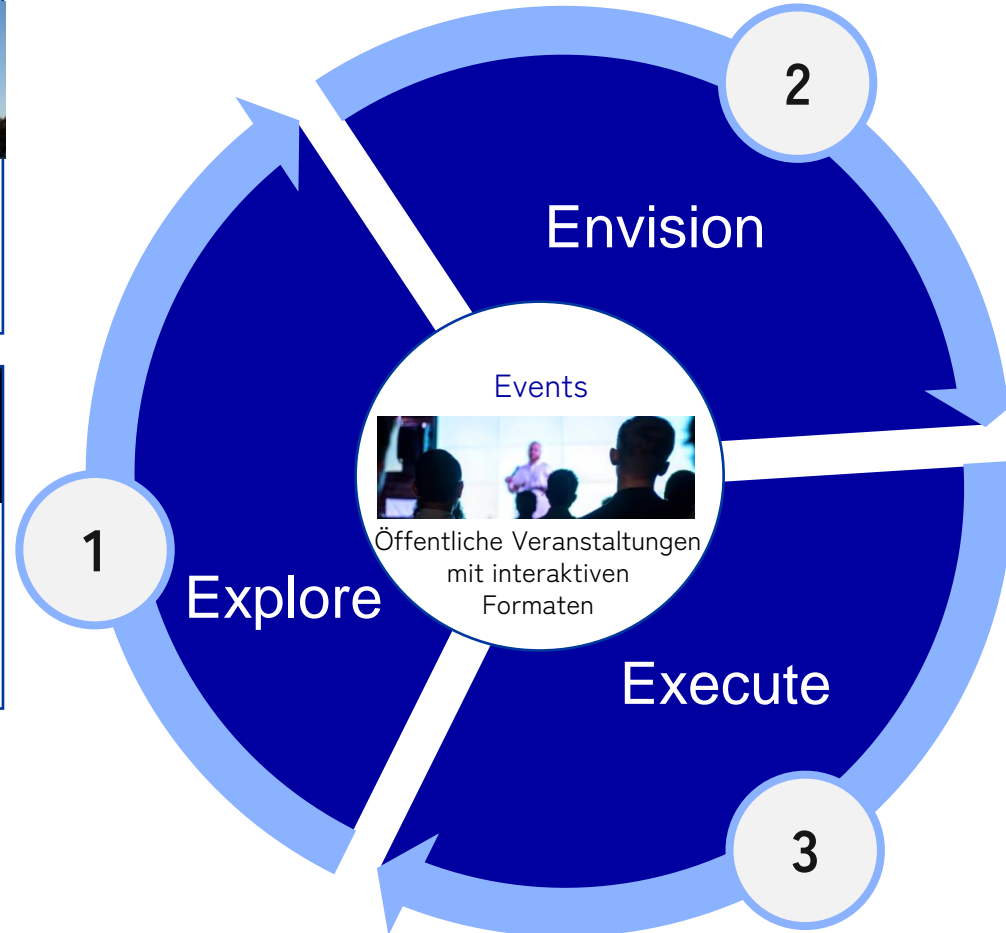 2
Envision
Events
Öffentliche Veranstaltungen
mit interaktiven
Formaten
1
Explore
Execute
3